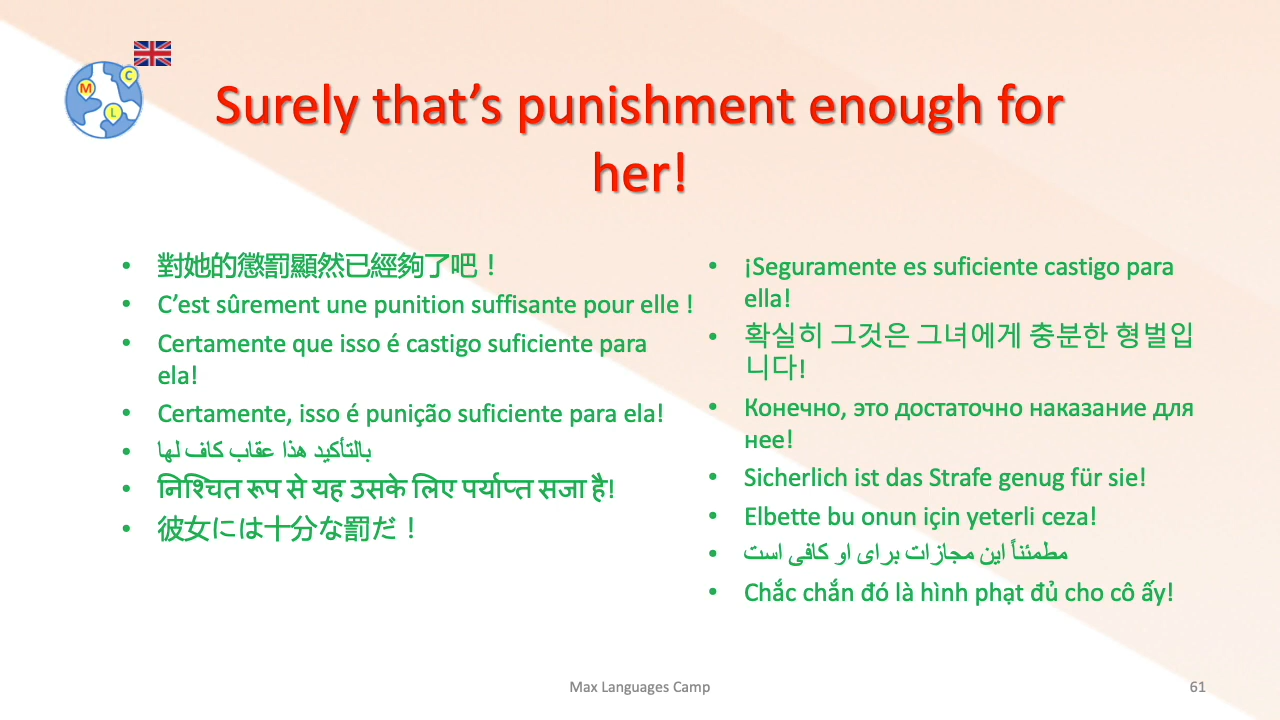 M
C
L
Surely that’s punishment enough for
her!
• 對她的懲罰顯然已經夠了吧！
• C’est sûrement une punition suffisante pour elle !
• Certamente que isso é castigo suficiente para
ela!
• Certamente, isso é punição suficiente para ela!
• بالتأكيد هذا عقاب كاف لها
• निश्चित रूप से यह उसके लिए पर्याप्त सजा है!
• 彼女には十分な罰だ！
• ¡Seguramente es suficiente castigo para
ella!
• 확실히 그것은 그녀에게 충분한 형벌입
니다!
• Конечно, это достаточно наказание для
нее!
• Sicherlich ist das Strafe genug für sie!
• Elbette bu onun için yeterli ceza!
• مطمئناً این مجازات برای او کافی است
• Chắc chắn đó là hình phạt đủ cho cô ấy!
Max Languages Camp
61